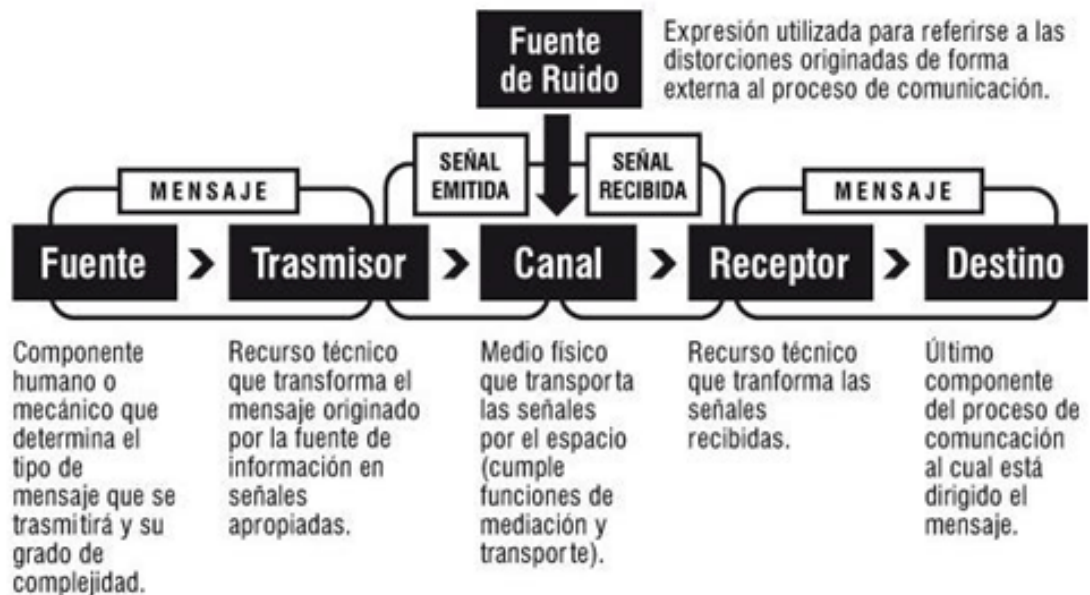 Fuente
de Ruido
Expresión utilizada para referirse a las
distorciones originadas de forma
externa al proceso de comunicación.
MENSAJE
SEÑAL
EMITIDA
SEÑAL
RECIBIDA
MENSAJE
Fuente > Trasmisor > Canal > Receptor > Destino
Componente
humano o
mecánico que
determina el
tipo de
mensaje que se
trasmitirá y su
grado de
complejidad.
Recurso técnico
que transforma el
mensaje originado
por la fuente de
información en
señales
apropiadas.
Medio físico
que transporta
las señales
por el espacio
(cumple
funciones de
mediación y
transporte).
Recurso técnico
que tranforma las
señales
recibidas.
Último
componente
del proceso de
comuncación
al cual está
dirigido el
mensaje.